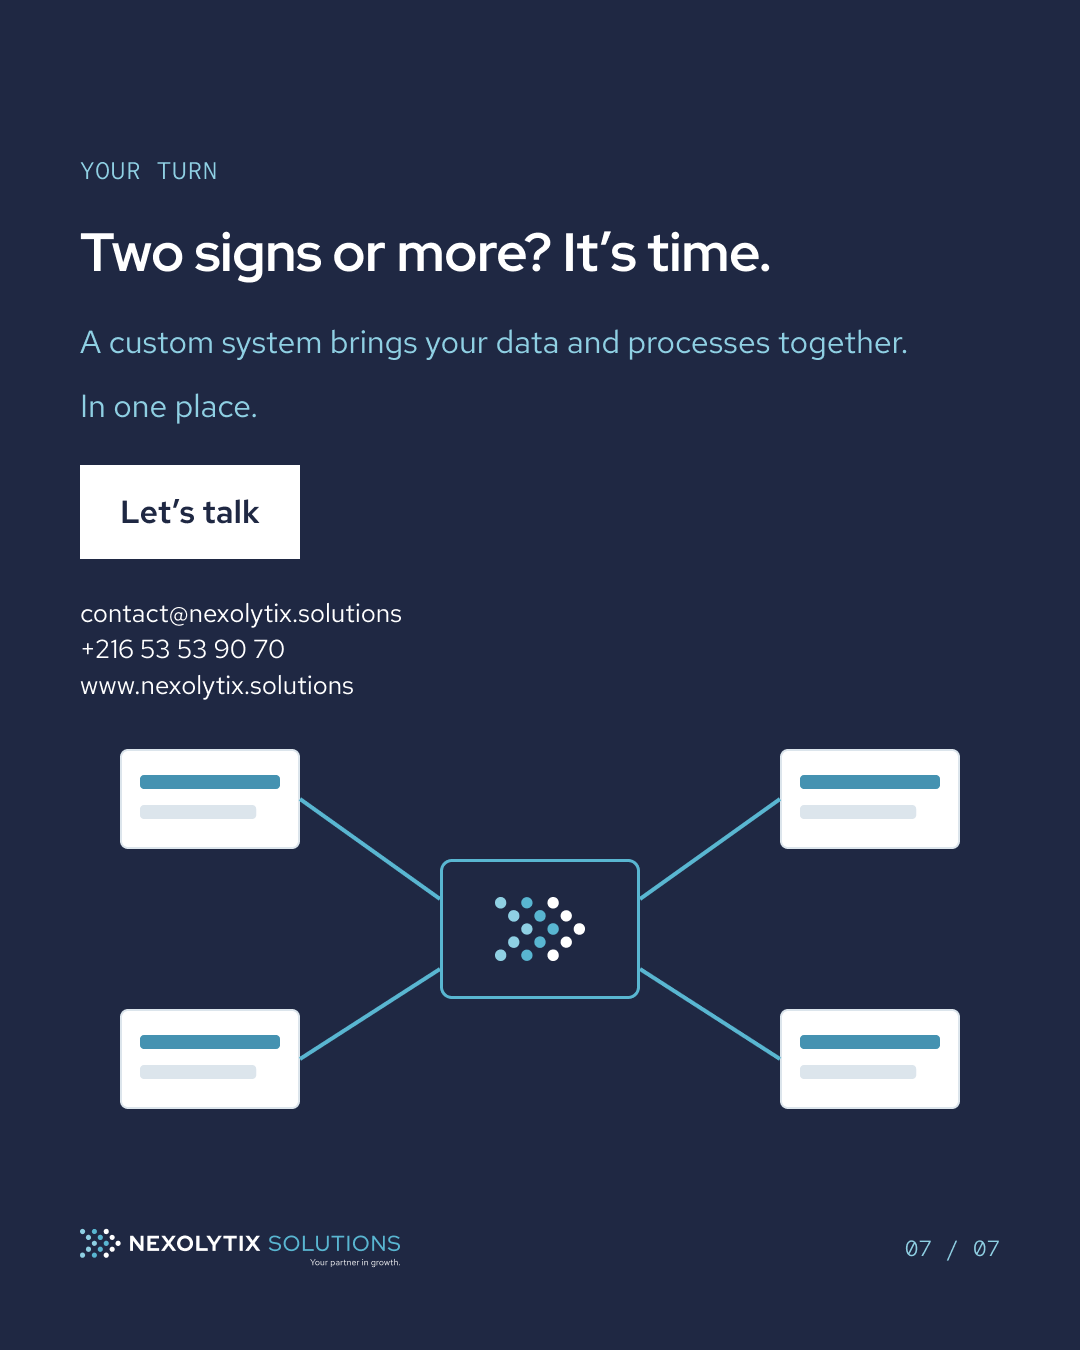 YOUR TURN
Two signs or more? It’s time.
A custom system brings your data and processes together.
In one place.
Let’s talk
contact@nexolytix.solutions
+216 53 53 90 70
www.nexolytix.solutions
NEXOLYTIX SOLUTIONS
Your partner in growth.
07 / 07